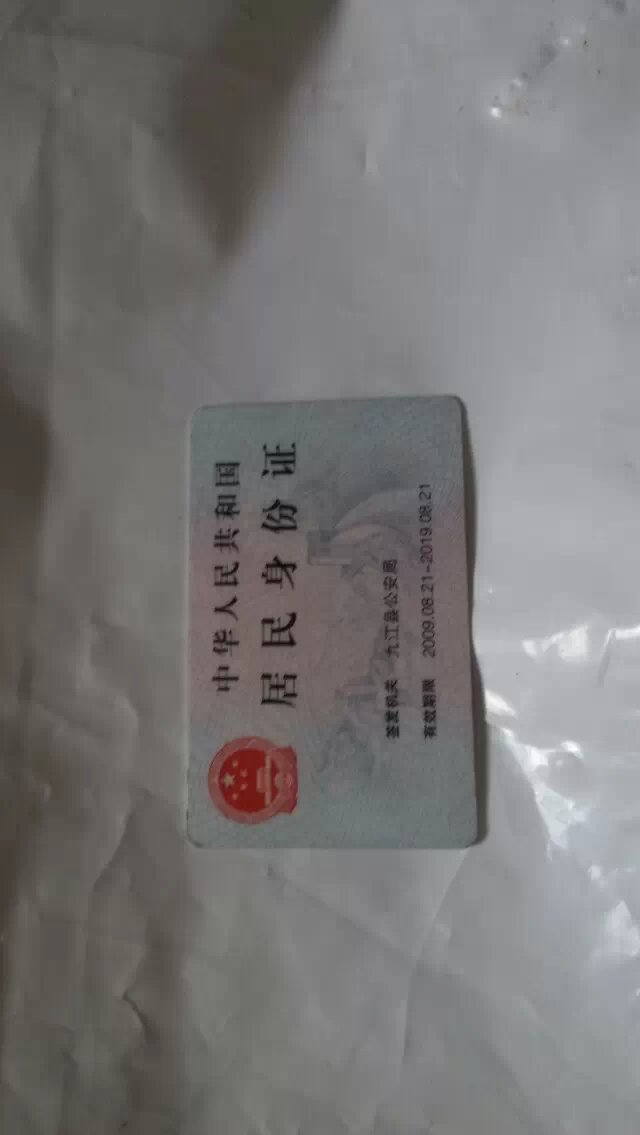 中华人民共和国
居民身份证
签发机关 九江县公安局
有效期限 2009.08.21-2019.08.21